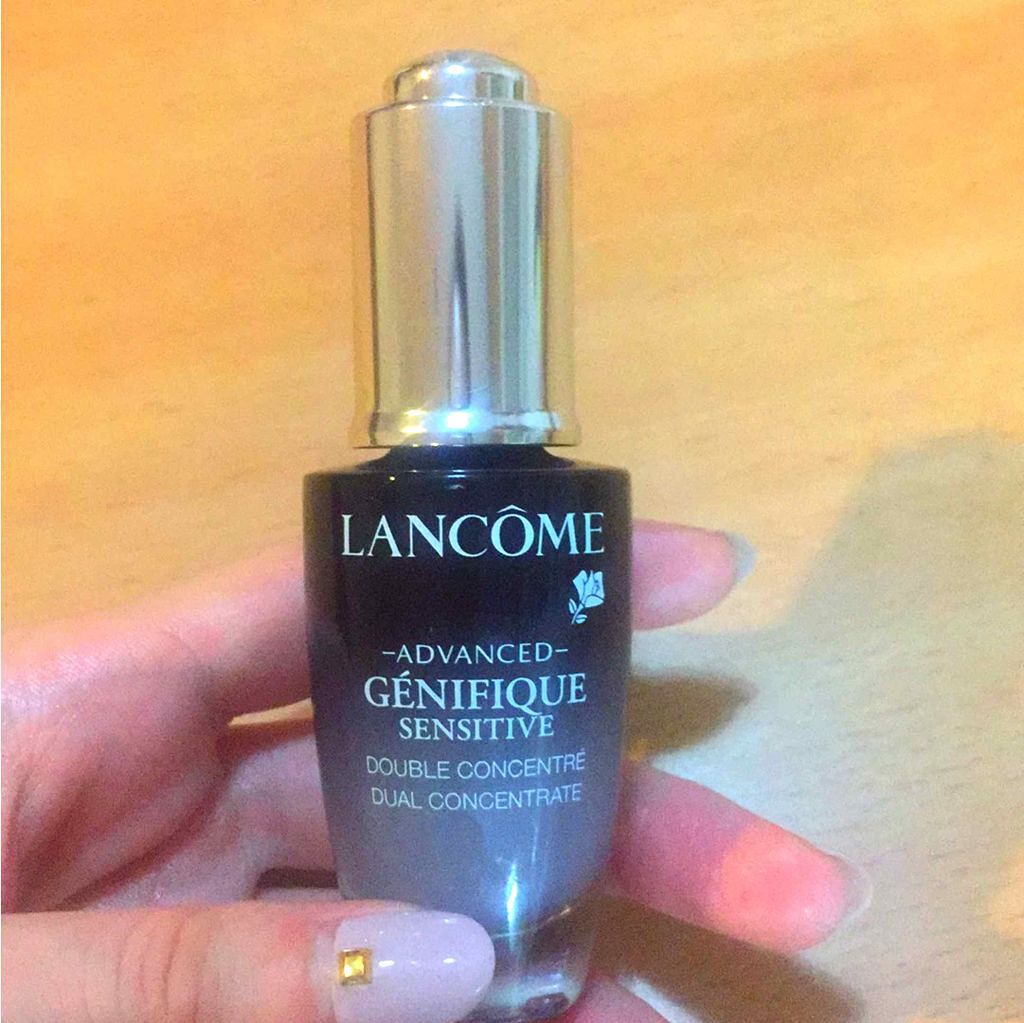 LANCÔME
-ADVANCED-
GÉNIFIQUE
SENSITIVE
DOUBLE CONCENTRÉ
DUAL CONCENTRATE